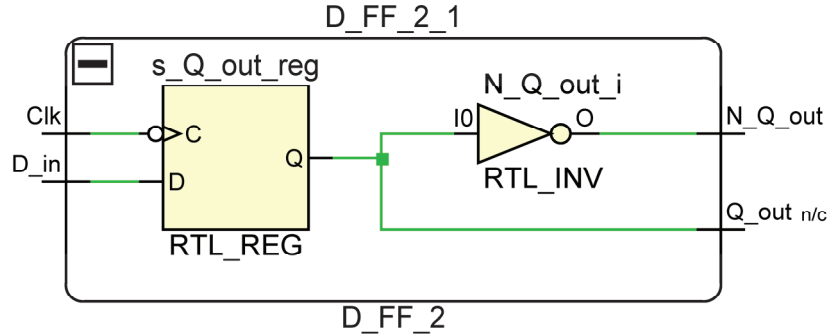 D_FF_2_1
s_Q_out_reg
N_Q_out_i
Clk
C
I0
O
N_Q_out
D_in
D
Q
RTL_INV
Q_out n/c
RTL_REG
D_FF_2